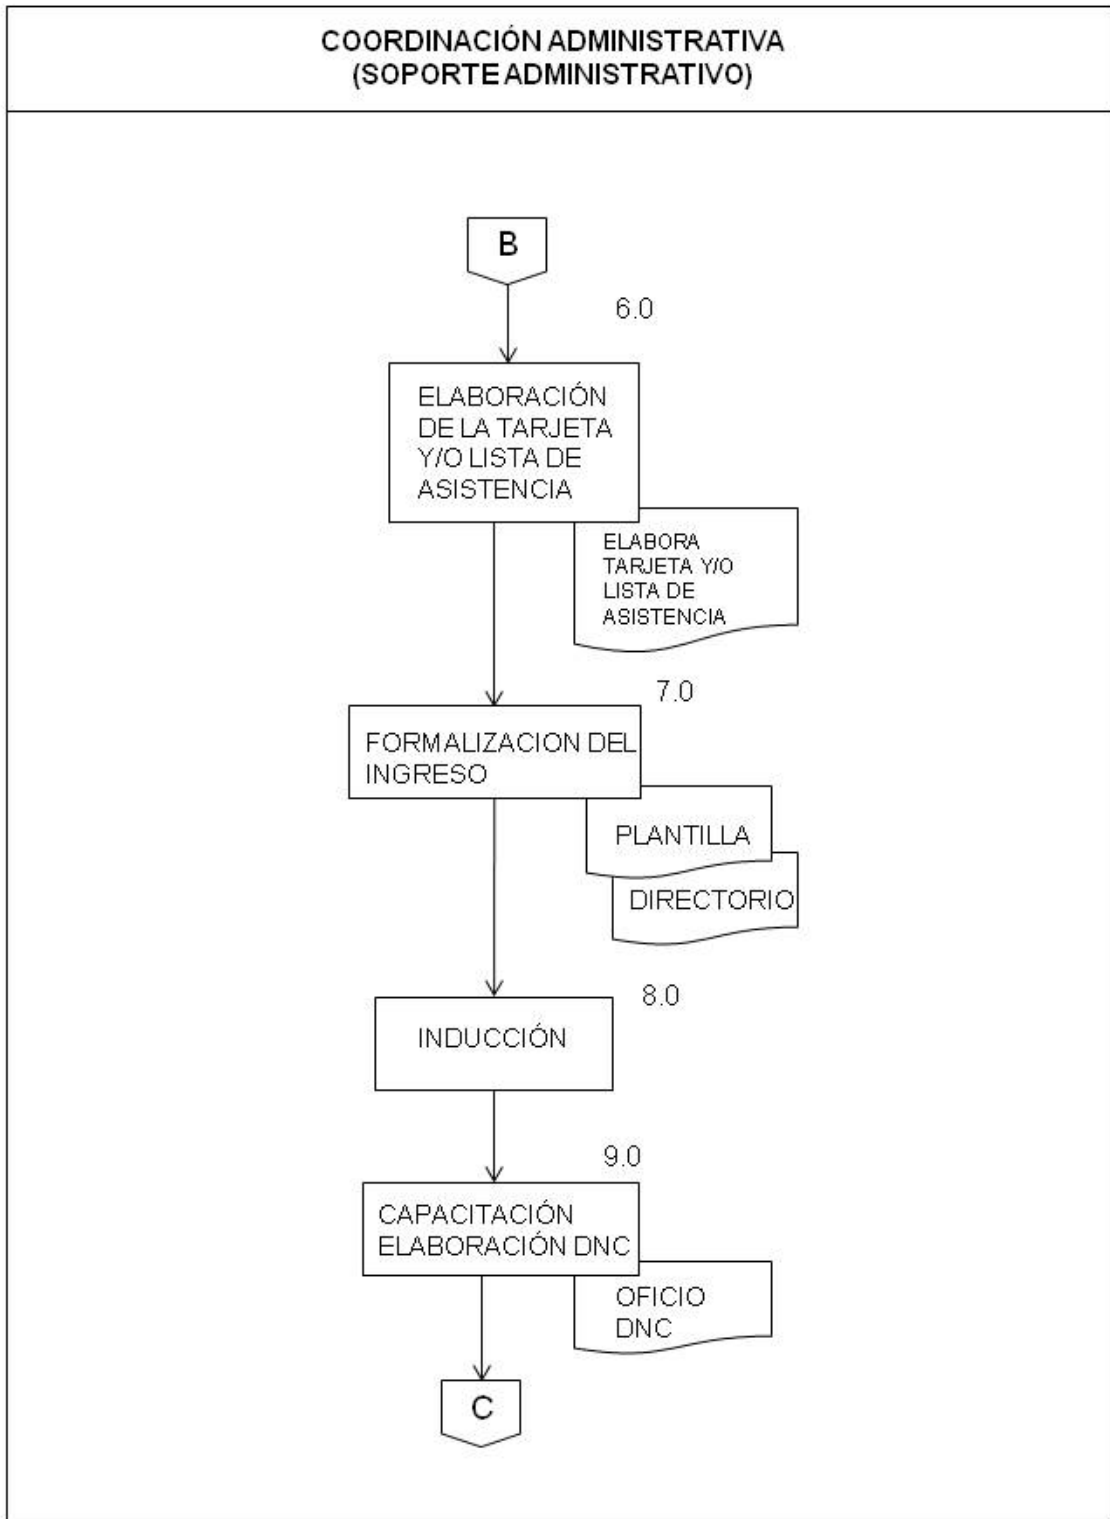 COORDINACIÓN ADMINISTRATIVA
(SOPORTE ADMINISTRATIVO)
B
6.0
ELABORACIÓN
DE LA TARJETA
Y/O LISTA DE
ASISTENCIA
ELABORA
TARJETA Y/O
LISTA DE
ASISTENCIA
7.0
FORMALIZACION DEL
INGRESO
PLANTILLA
DIRECTORIO
8.0
INDUCCIÓN
9.0
CAPACITACIÓN
ELABORACIÓN DNC
OFICIO
DNC
C